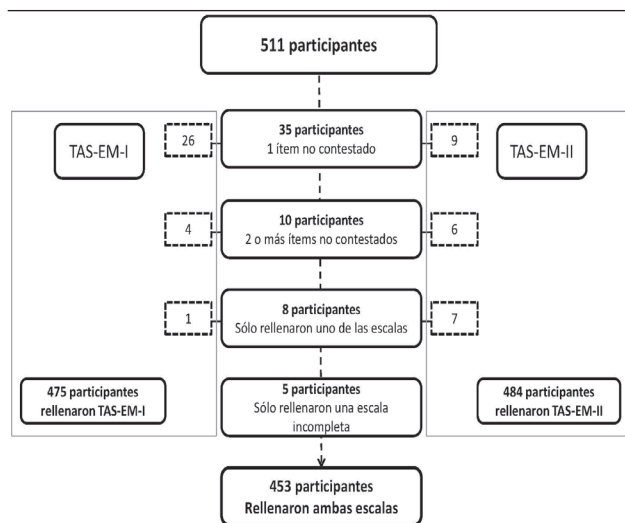 511 participantes
TAS-EM-I
26
35 participantes
1 ítem no contestado
9
TAS-EM-II
4
10 participantes
2 o más ítems no contestados
6
1
8 participantes
Sólo rellenaron uno de las escalas
7
475 participantes
rellenaron TAS-EM-I
5 participantes
Sólo rellenaron una escala
incompleta
484 participantes
rellenaron TAS-EM-II
453 participantes
Rellenaron ambas escalas